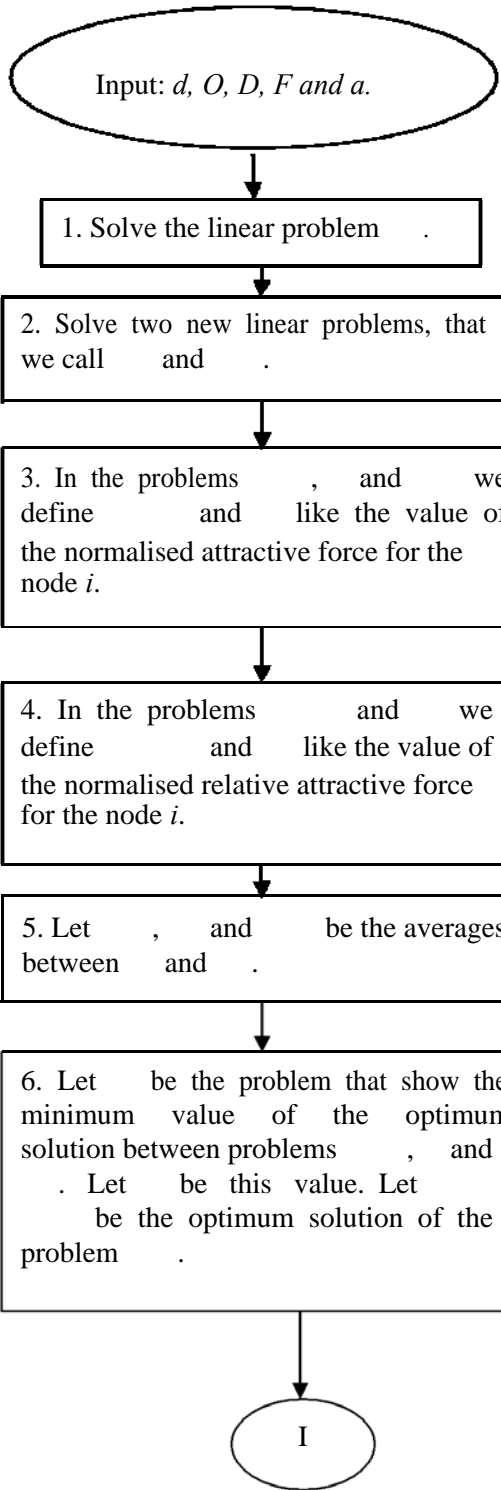 Input: d, O, D, F and a.
1. Solve the linear problem .
2. Solve two new linear problems, that
we call and .
3. In the problems , and we
define and like the value of
the normalised attractive force for the
node i.
4. In the problems and we
define and like the value of
the normalised relative attractive force
for the node i.
5. Let , and be the averages
between and .
6. Let be the problem that show the
minimum value of the optimum
solution between problems , and
. Let be this value. Let
be the optimum solution of the
problem .
I